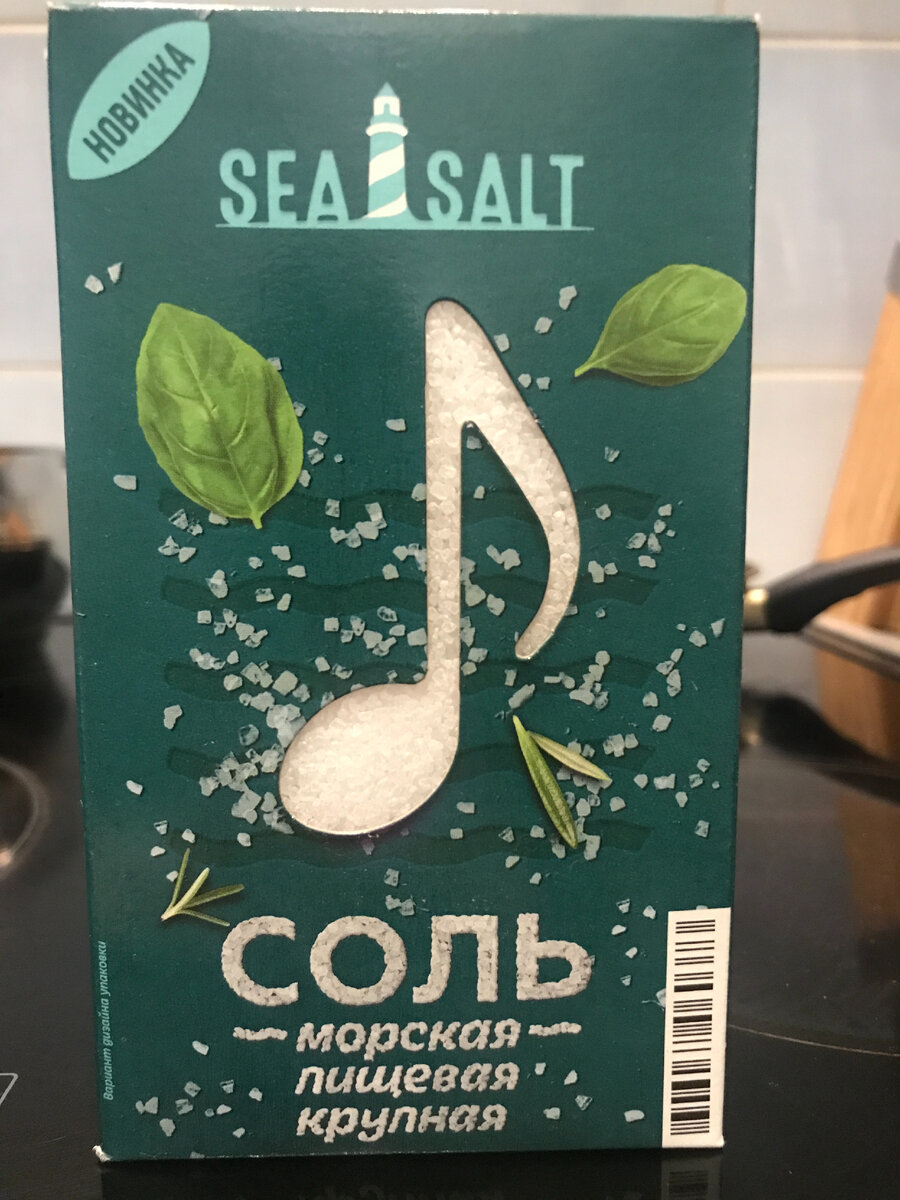 НОВИНКА
SEA SALT
СОЛЬ
морская
пищевая
крупная
вариант дизайна упаковки